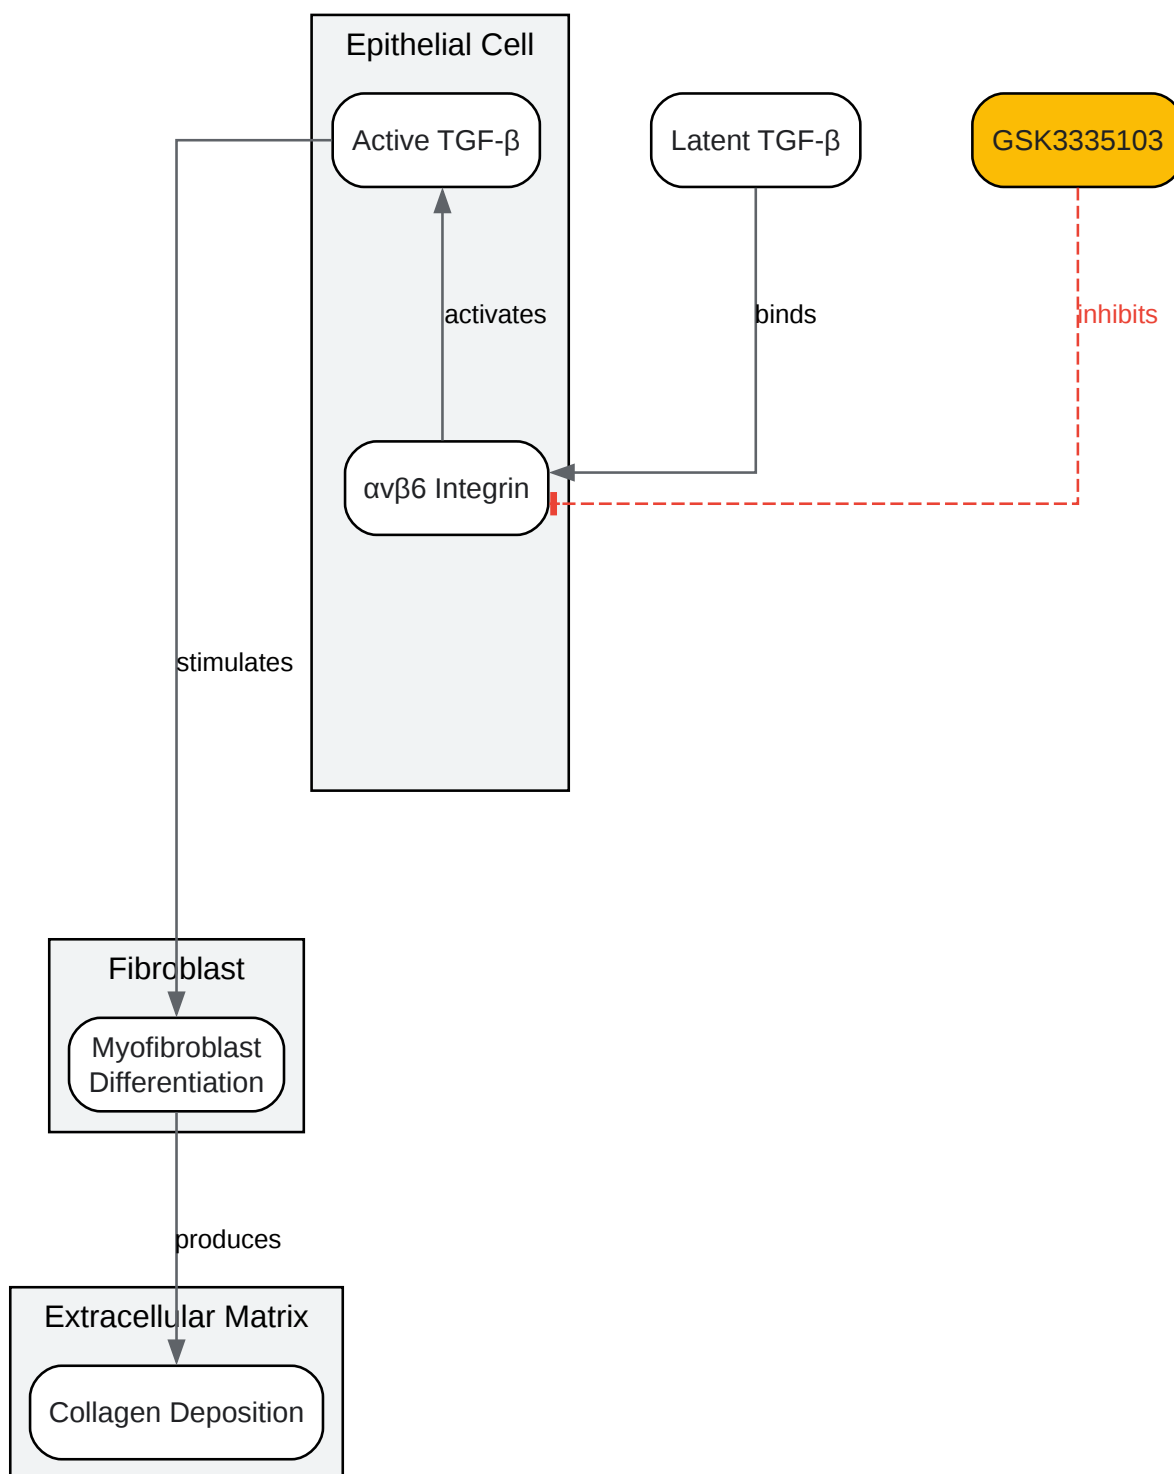 Epithelial Cell
Active TGF-β
Latent TGF-β
GSK3335103
activates
binds
inhibits
αvβ6 Integrin
stimulates
Fibroblast
Myofibroblast
Differentiation
produces
Extracellular Matrix
Collagen Deposition